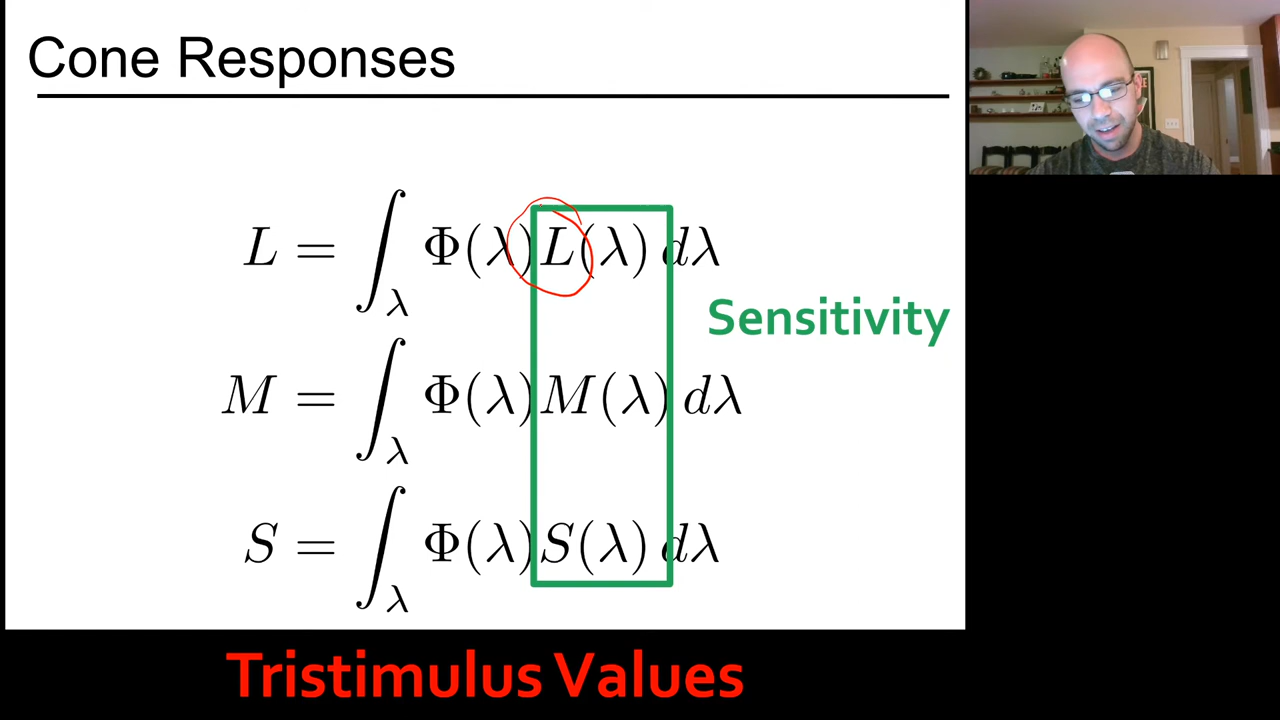 Cone Responses
L = ∫_λ Φ(λ)L(λ) dλ
Sensitivity
M = ∫_λ Φ(λ)M(λ) dλ
S = ∫_λ Φ(λ)S(λ) dλ
Tristimulus Values